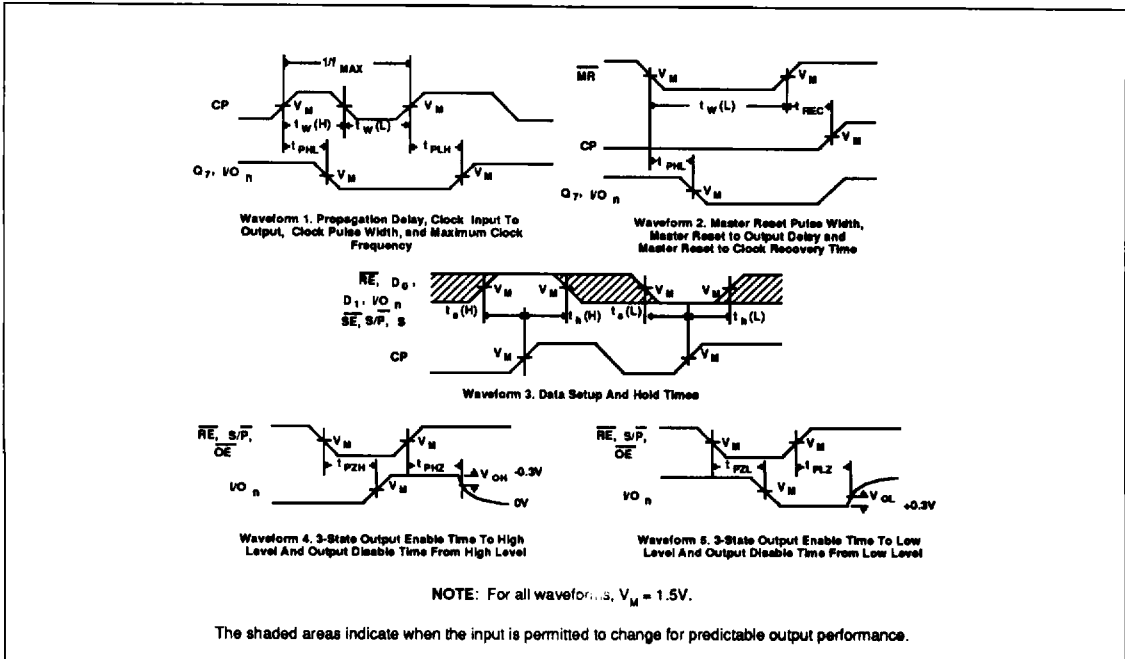 1/f MAX
CP
V M
V M
t W (H)
t W (L)
t PHL
t PLH
Q 7, I/O n
V M
V M
Waveform 1. Propagation Delay, Clock Input To
Output, Clock Pulse Width, and Maximum Clock
Frequency
MR
V M
V M
t W (L)
t REC
CP
V M
t PHL
Q 7, I/O n
V M
Waveform 2. Master Reset Pulse Width,
Master Reset to Output Delay and
Master Reset to Clock Recovery Time
RE, D 0,
D 1, I/O n
SE, S/P, S
V M
V M
V M
V M
t s (H)
t h (H)
t s (L)
t h (L)
CP
V M
V M
Waveform 3. Data Setup And Hold Times
RE, S/P,
OE
V M
V M
t PZH
t PHZ
V OH -0.3V
I/O n
V M
0V
Waveform 4. 3-State Output Enable Time To High
Level And Output Disable Time From High Level
RE, S/P,
OE
V M
V M
t PZL
t PLZ
I/O n
V M
V OL +0.3V
Waveform 5. 3-State Output Enable Time To Low
Level And Output Disable Time From Low Level
NOTE: For all waveforms, V M = 1.5V.
The shaded areas indicate when the input is permitted to change for predictable output performance.